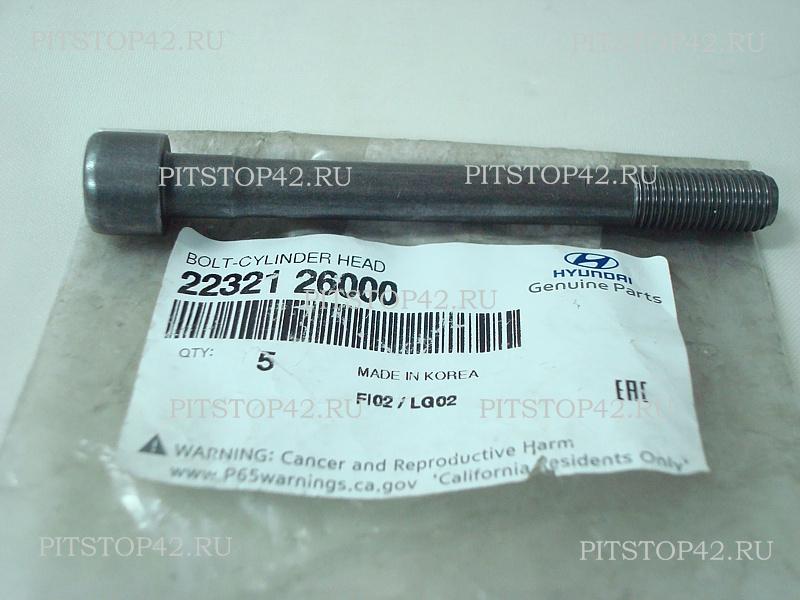 PITSTOP42.RU PITSTOP42.RU
PITSTOP42.RU PITSTOP42.RU
BOLT-CYLINDER HEAD
22321 26000
HYUNDAI
Genuine Parts
PITSTOP42.RU
QTY: 5
MADE IN KOREA
FI02 / LG02
EAC
PITSTOP42.RU PITSTOP42.RU
WARNING: Cancer and Reproductive Harm
www.P65warnings.ca.gov *California Residents Only*
PITSTOP42.RU PITSTOP42.RU